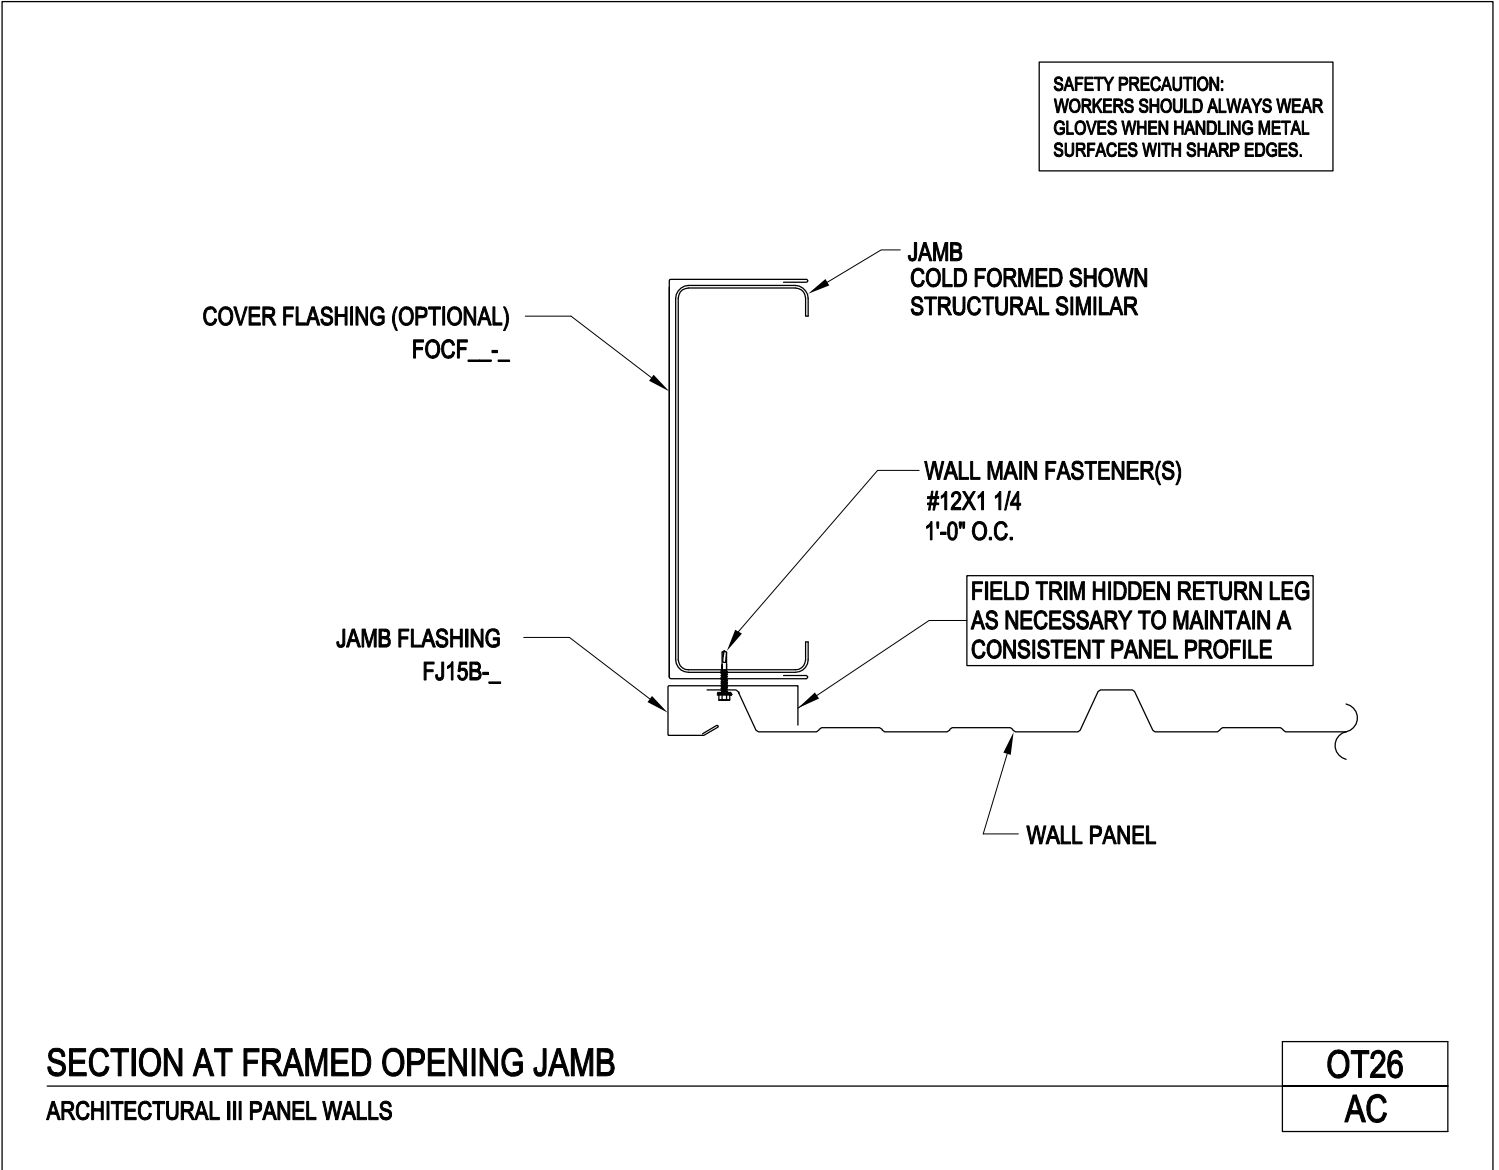 SAFETY PRECAUTION:
WORKERS SHOULD ALWAYS WEAR
GLOVES WHEN HANDLING METAL
SURFACES WITH SHARP EDGES.
JAMB
COLD FORMED SHOWN
STRUCTURAL SIMILAR
COVER FLASHING (OPTIONAL)
FOCF__-_
WALL MAIN FASTENER(S)
#12X1 1/4
1'-0" O.C.
FIELD TRIM HIDDEN RETURN LEG
AS NECESSARY TO MAINTAIN A
CONSISTENT PANEL PROFILE
JAMB FLASHING
FJ15B-_
WALL PANEL
SECTION AT FRAMED OPENING JAMB
ARCHITECTURAL III PANEL WALLS
OT26
AC